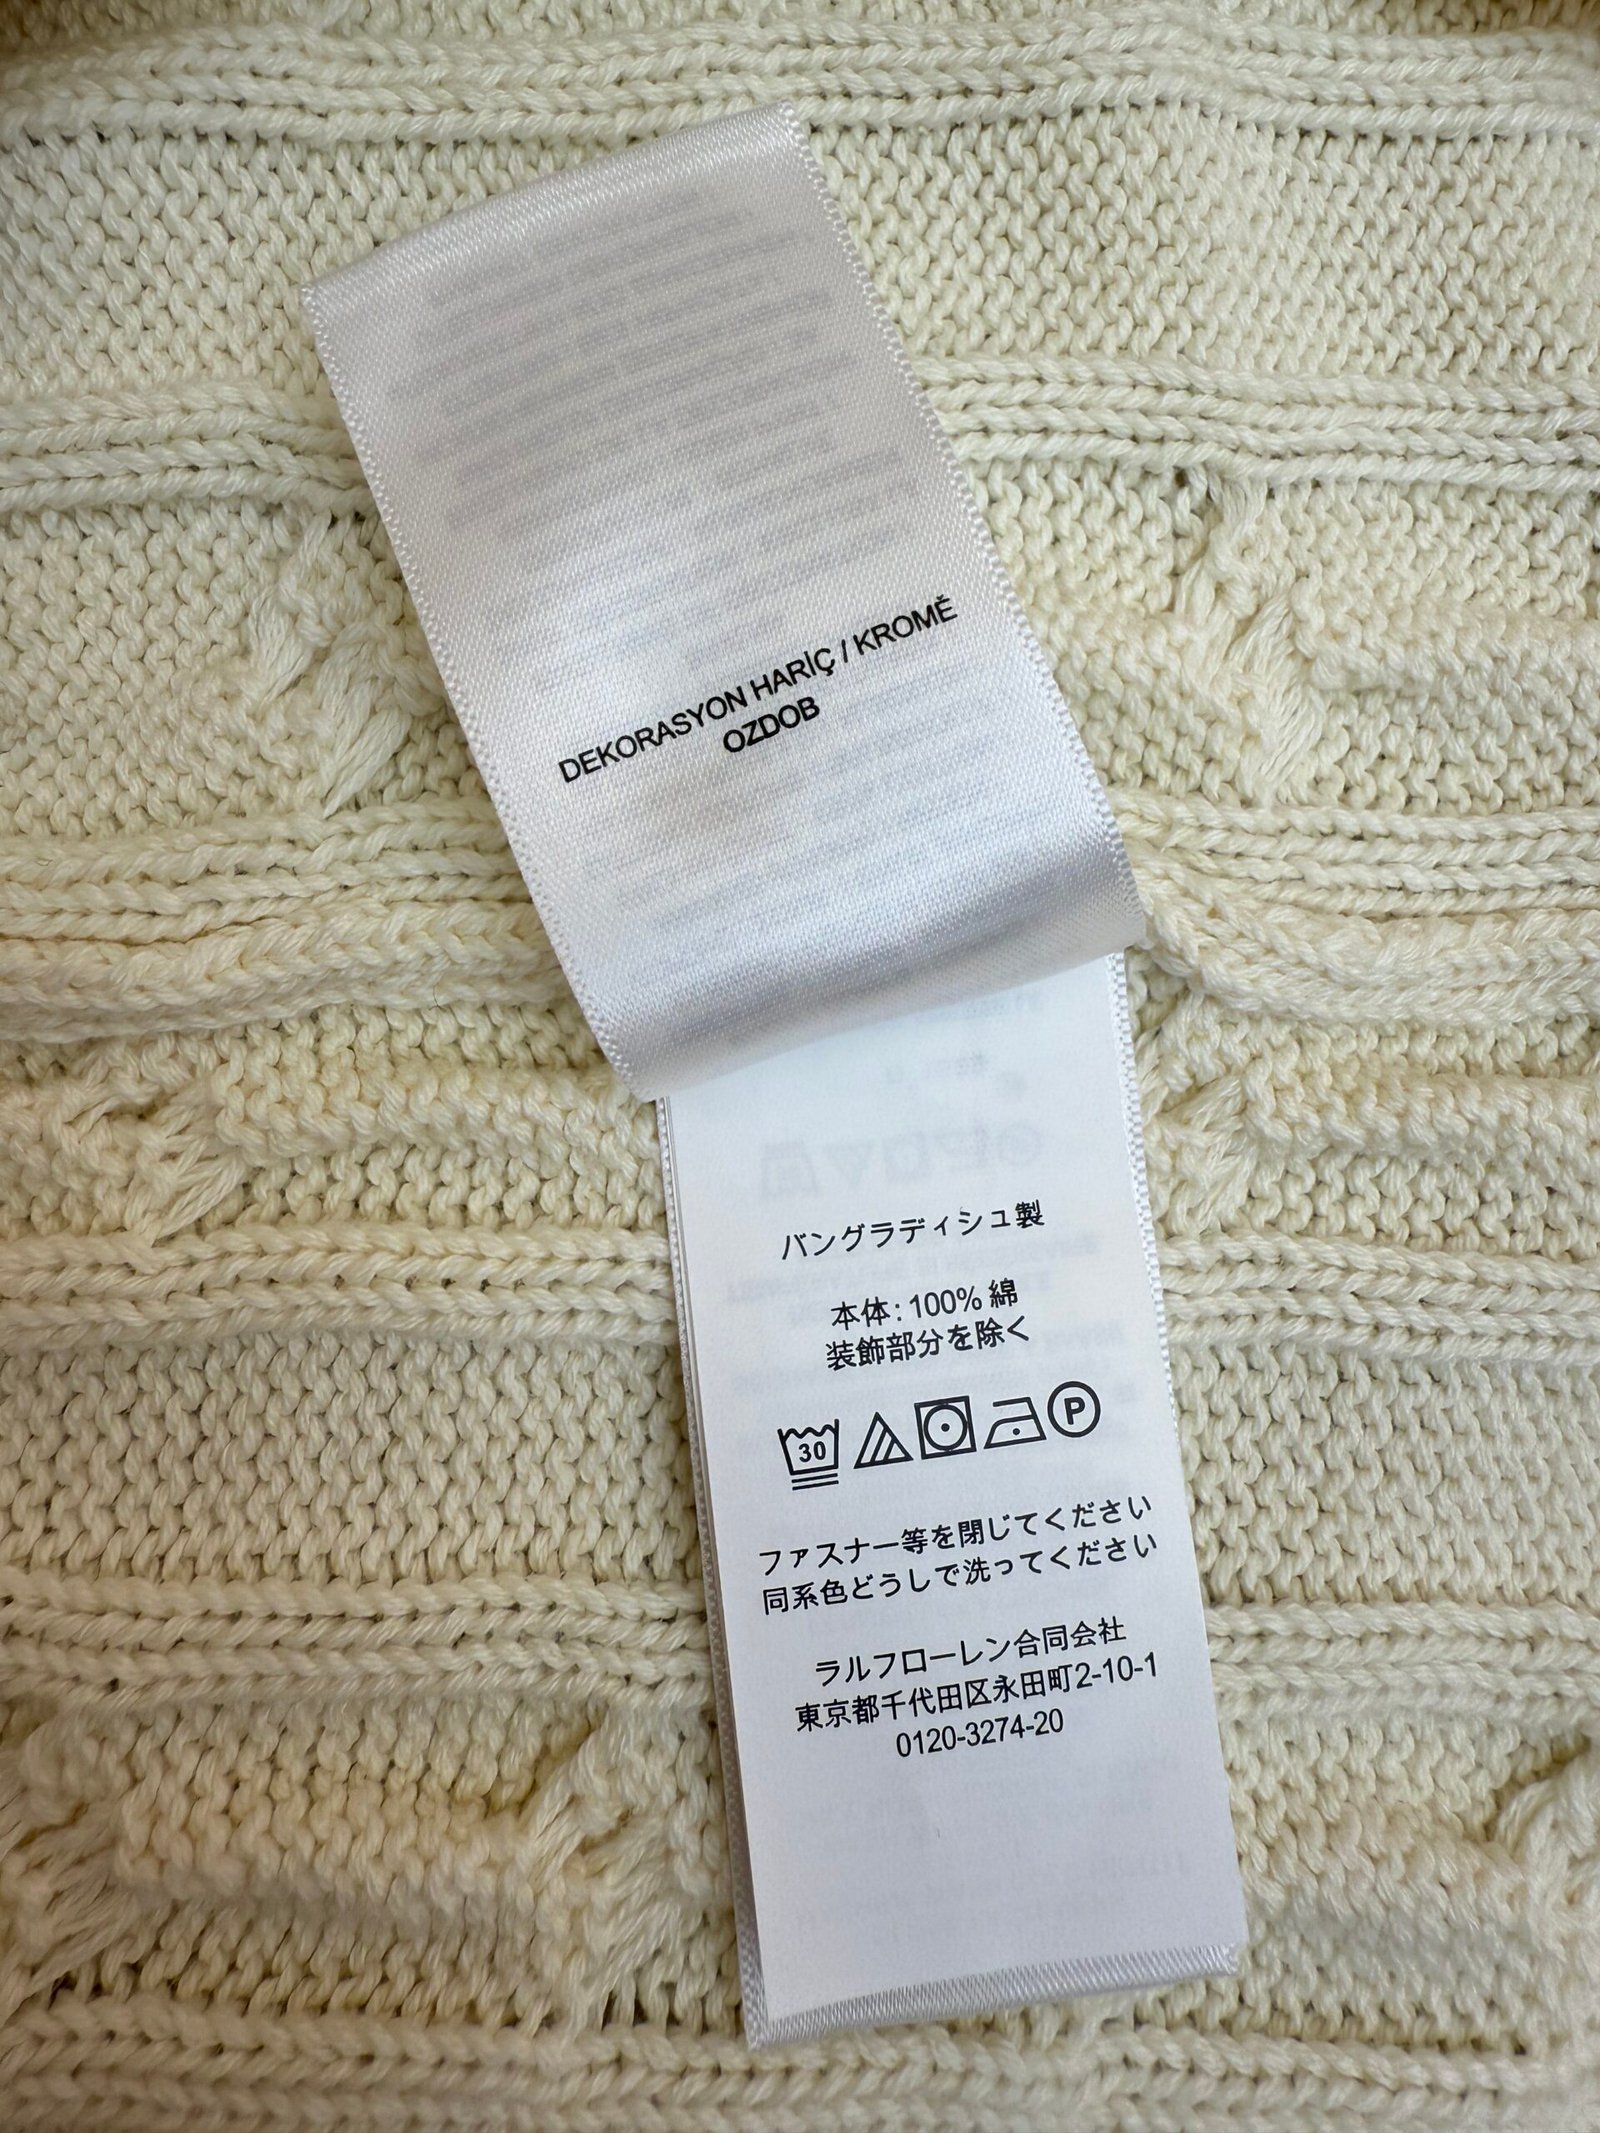 DEKORASYON HARİÇ / KROMĚ
OZDOB
バングラディシュ製
本体: 100% 綿
装飾部分を除く
30
P
ファスナー等を閉じてください
同系色どうしで洗ってください
ラルフローレン合同会社
東京都千代田区永田町2-10-1
0120-3274-20